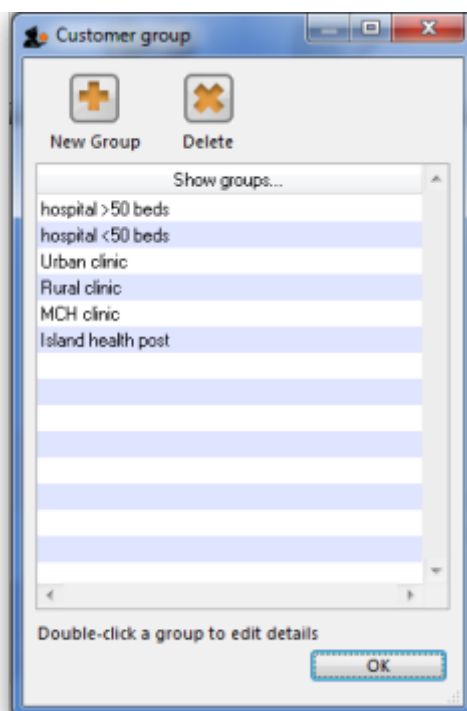 Customer group
New Group Delete
Show groups...
hospital >50 beds
hospital <50 beds
Urban clinic
Rural clinic
MCH clinic
Island health post
Double-click a group to edit details
OK